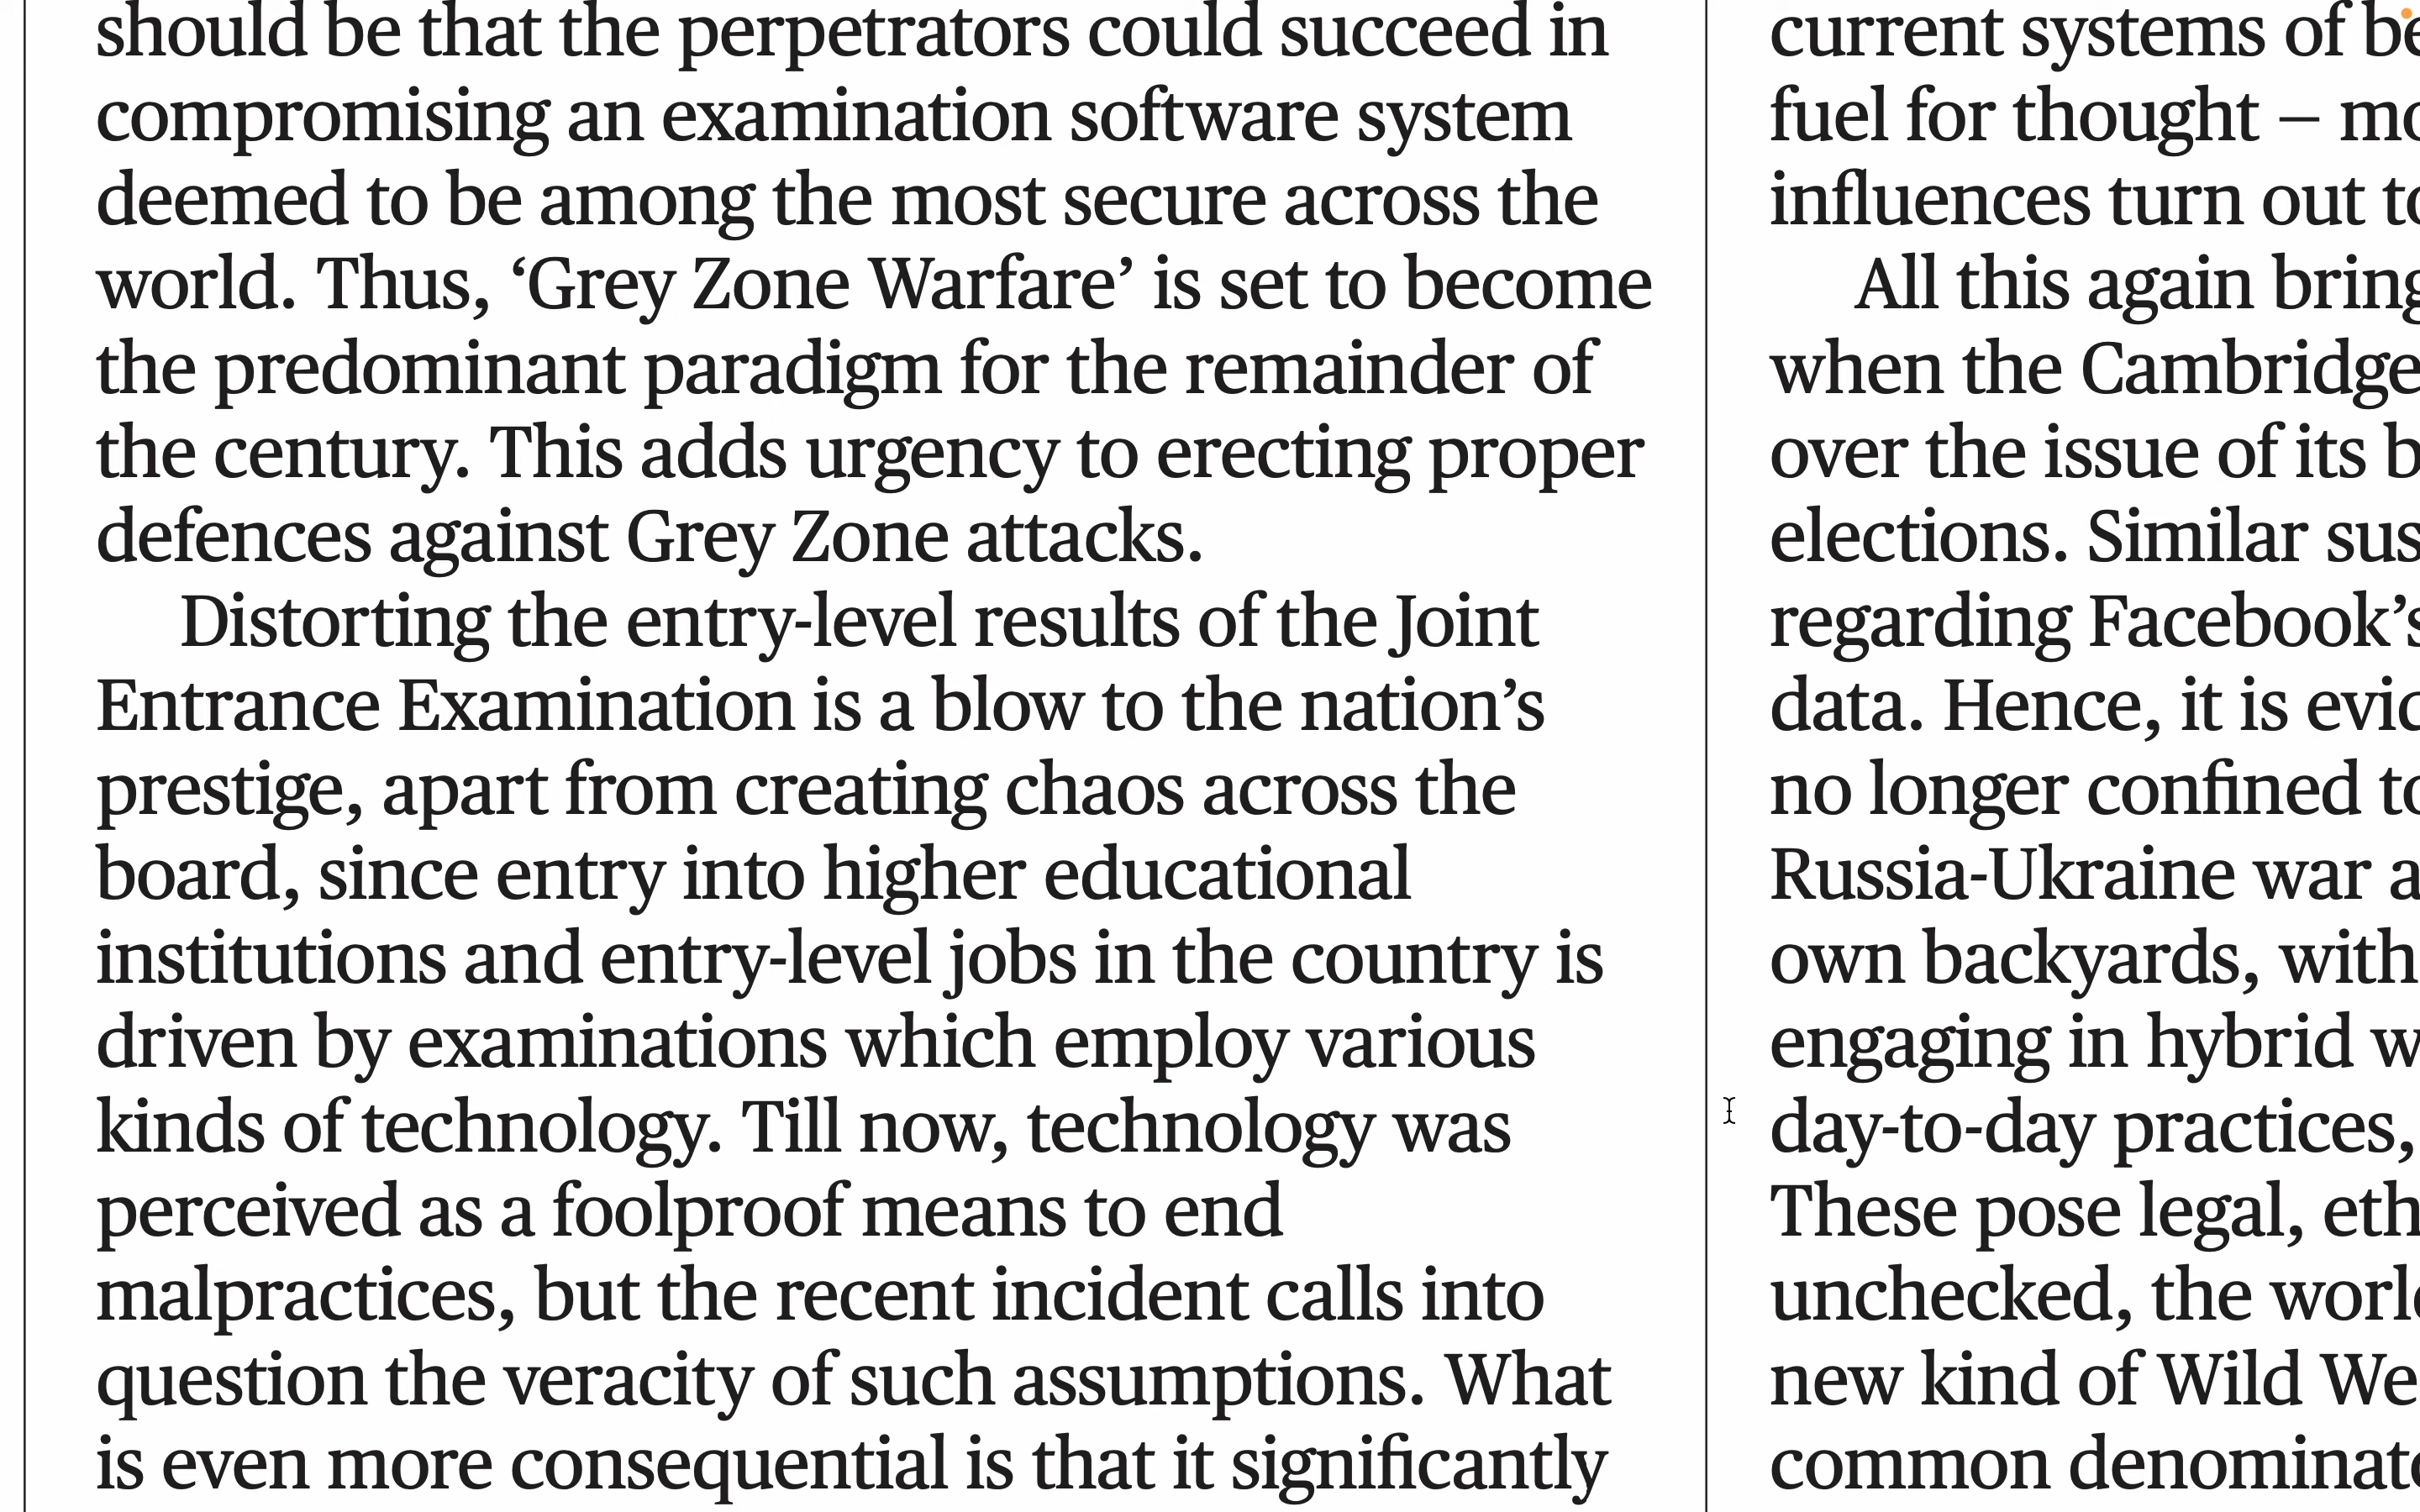 should be that the perpetrators could succeed in
compromising an examination software system
deemed to be among the most secure across the
world. Thus, ‘Grey Zone Warfare’ is set to become
the predominant paradigm for the remainder of
the century. This adds urgency to erecting proper
defences against Grey Zone attacks.
Distorting the entry-level results of the Joint
Entrance Examination is a blow to the nation’s
prestige, apart from creating chaos across the
board, since entry into higher educational
institutions and entry-level jobs in the country is
driven by examinations which employ various
kinds of technology. Till now, technology was
perceived as a foolproof means to end
malpractices, but the recent incident calls into
question the veracity of such assumptions. What
is even more consequential is that it significantly
current systems of
fuel for thought —
influences turn out
All this again
when the Cambridge
over the issue of its
elections. Similar
regarding Facebook’s
data. Hence, it is
no longer confined
Russia-Ukraine war
own backyards, with
engaging in hybrid
day-to-day practices,
These pose legal,
unchecked, the
new kind of Wild
common